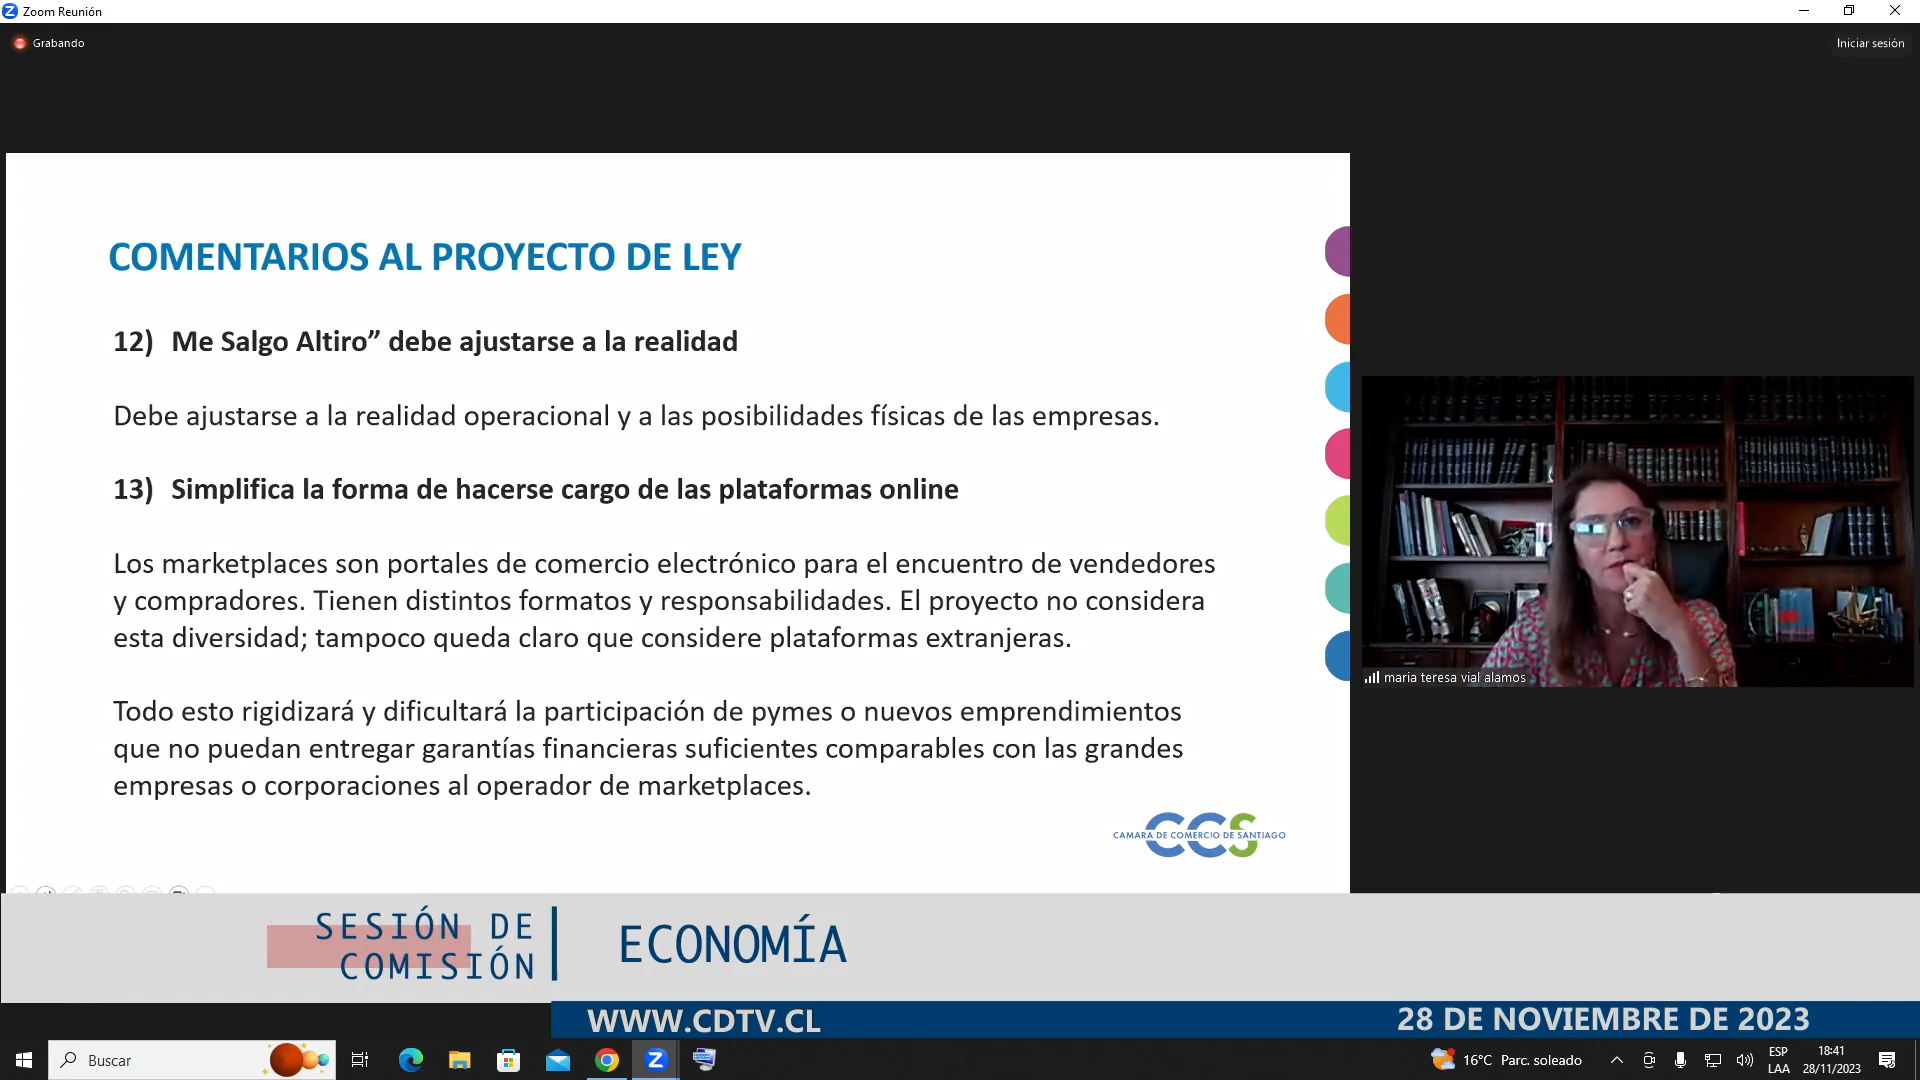 Zoom Reunión
Grabando
Iniciar sesión
COMENTARIOS AL PROYECTO DE LEY
12) Me Salgo Altiro” debe ajustarse a la realidad
Debe ajustarse a la realidad operacional y a las posibilidades físicas de las empresas.
13) Simplifica la forma de hacerse cargo de las plataformas online
Los marketplaces son portales de comercio electrónico para el encuentro de vendedores
y compradores. Tienen distintos formatos y responsabilidades. El proyecto no considera
esta diversidad; tampoco queda claro que considere plataformas extranjeras.
Todo esto rigidizará y dificultará la participación de pymes o nuevos emprendimientos
que no puedan entregar garantías financieras suficientes comparables con las grandes
empresas o corporaciones al operador de marketplaces.
CCS
CAMARA DE COMERCIO DE SANTIAGO
maria teresa vial alamos
SESIÓN DE
COMISIÓN
ECONOMÍA
WWW.CDTV.CL
28 DE NOVIEMBRE DE 2023
Buscar
16°C Parc. soleado
ESP
LAA
18:41
28/11/2023